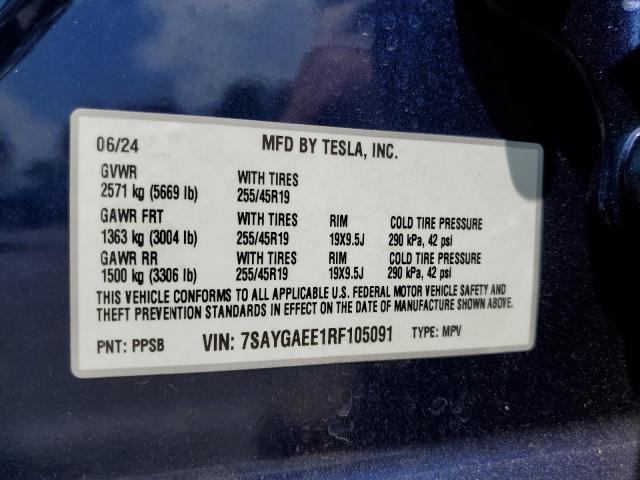 06/24 MFD BY TESLA, INC.
GVWR WITH TIRES
2571 kg (5669 lb) 255/45R19
GAWR FRT WITH TIRES RIM COLD TIRE PRESSURE
1363 kg (3004 lb) 255/45R19 19X9.5J 290 kPa, 42 psi
GAWR RR WITH TIRES RIM COLD TIRE PRESSURE
1500 kg (3306 lb) 255/45R19 19X9.5J 290 kPa, 42 psi
THIS VEHICLE CONFORMS TO ALL APPLICABLE U.S. FEDERAL MOTOR VEHICLE SAFETY AND
THEFT PREVENTION STANDARDS IN EFFECT ON THE DATE OF MANUFACTURE SHOWN ABOVE.
PNT: PPSB VIN: 7SAYGAEE1RF105091 TYPE: MPV